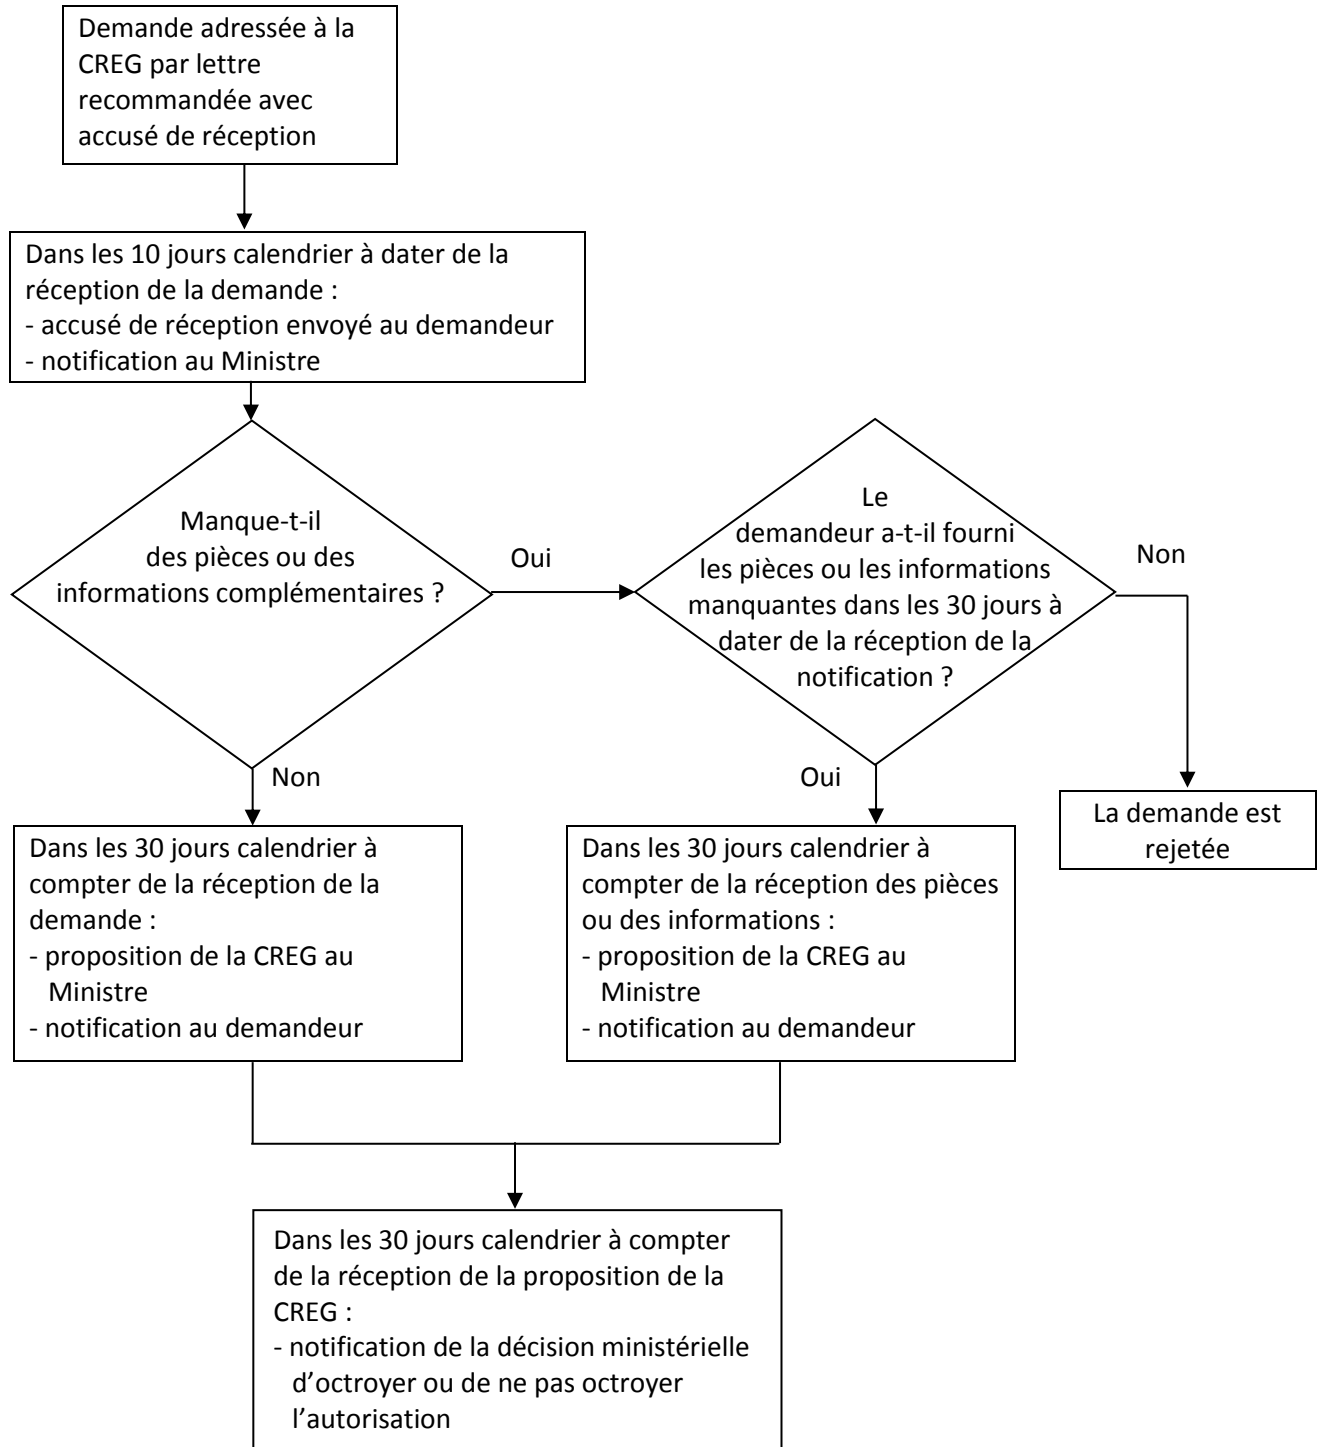 Demande adressée à la
CREG par lettre
recommandée avec
accusé de réception
Dans les 10 jours calendrier à dater de la
réception de la demande :
- accusé de réception envoyé au demandeur
- notification au Ministre
Manque-t-il
des pièces ou des
informations complémentaires ?
Oui
Le
demandeur a-t-il fourni
les pièces ou les informations
manquantes dans les 30 jours à
dater de la réception de la
notification ?
Non
Non
Oui
La demande est
rejetée
Dans les 30 jours calendrier à
compter de la réception de la
demande :
- proposition de la CREG au
Ministre
- notification au demandeur
Dans les 30 jours calendrier à
compter de la réception des pièces
ou des informations :
- proposition de la CREG au
Ministre
- notification au demandeur
Dans les 30 jours calendrier à compter
de la réception de la proposition de la
CREG :
- notification de la décision ministérielle
d’octroyer ou de ne pas octroyer
l’autorisation